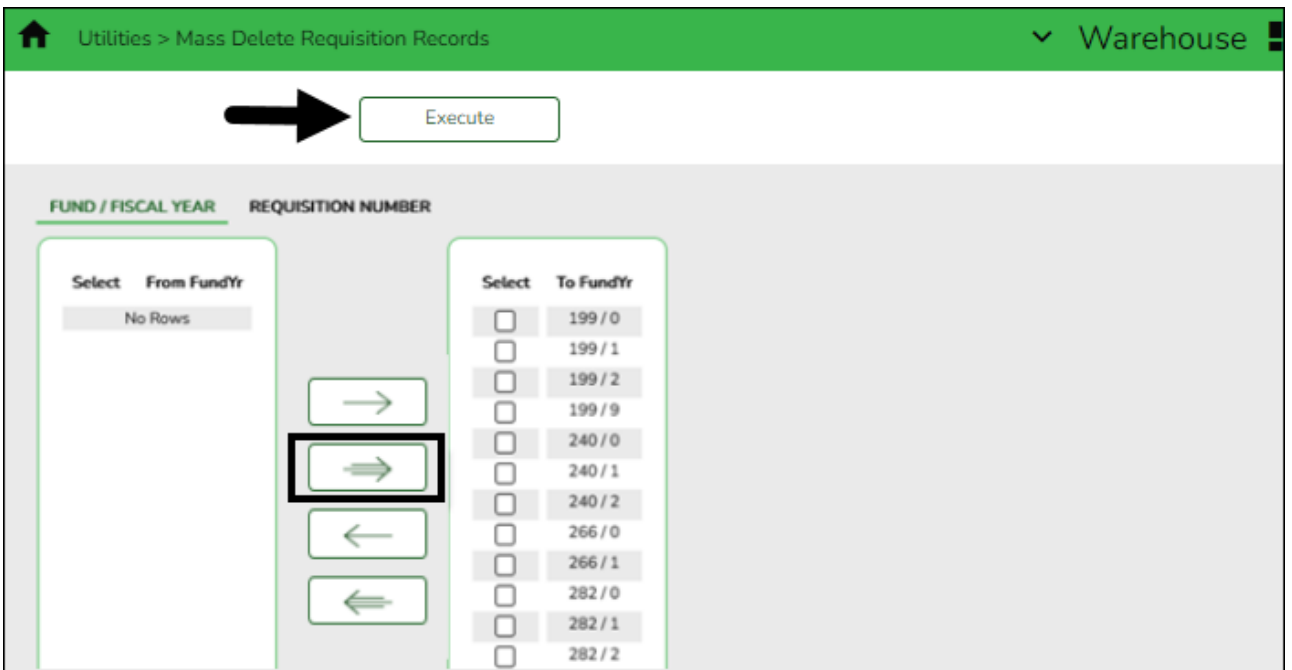 Utilities > Mass Delete Requisition Records
Warehouse
Execute
FUND / FISCAL YEAR REQUISITION NUMBER
Select From FundYr
No Rows
Select To FundYr
199 / 0
199 / 1
199 / 2
199 / 9
240 / 0
240 / 1
240 / 2
266 / 0
266 / 1
282 / 0
282 / 1
282 / 2